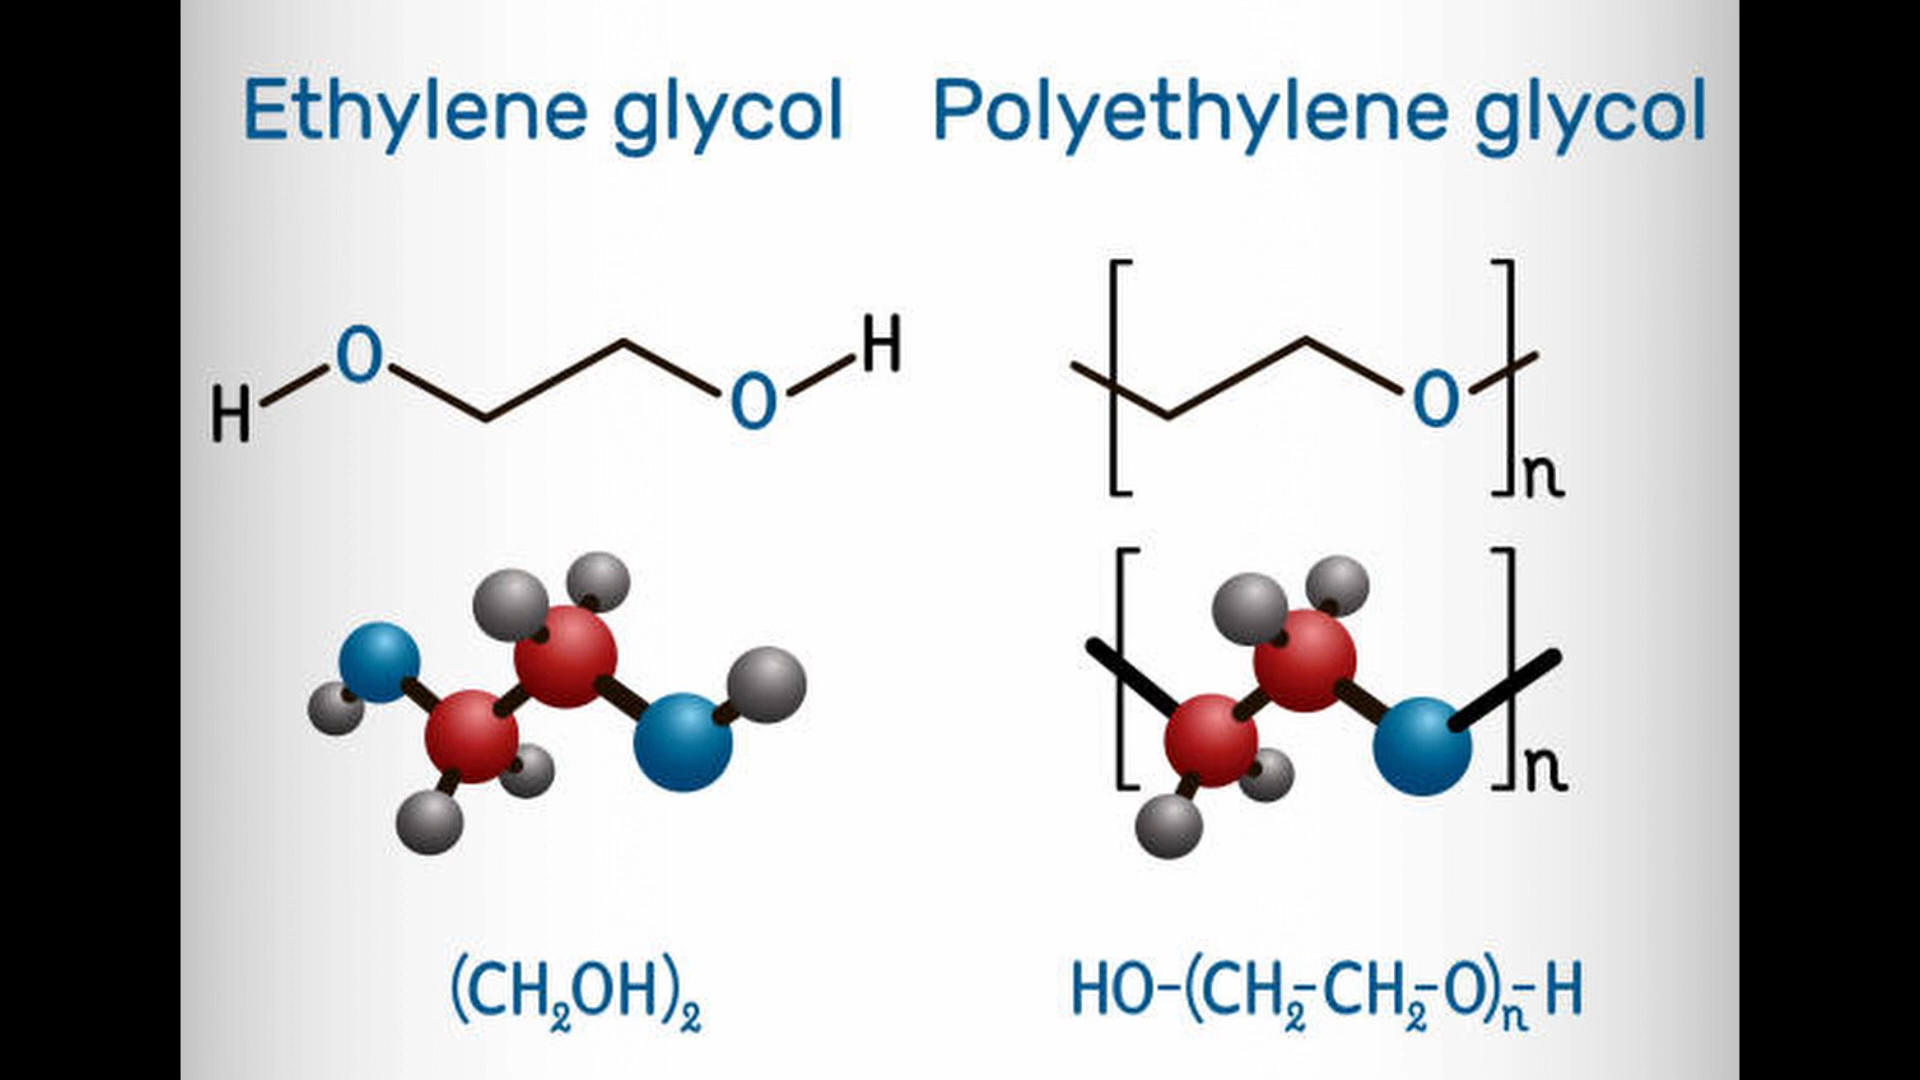 Ethylene glycol
Polyethylene glycol
H O O H
O n
n
(CH₂OH)₂
HO-(CH₂-CH₂-O)ₙ-H